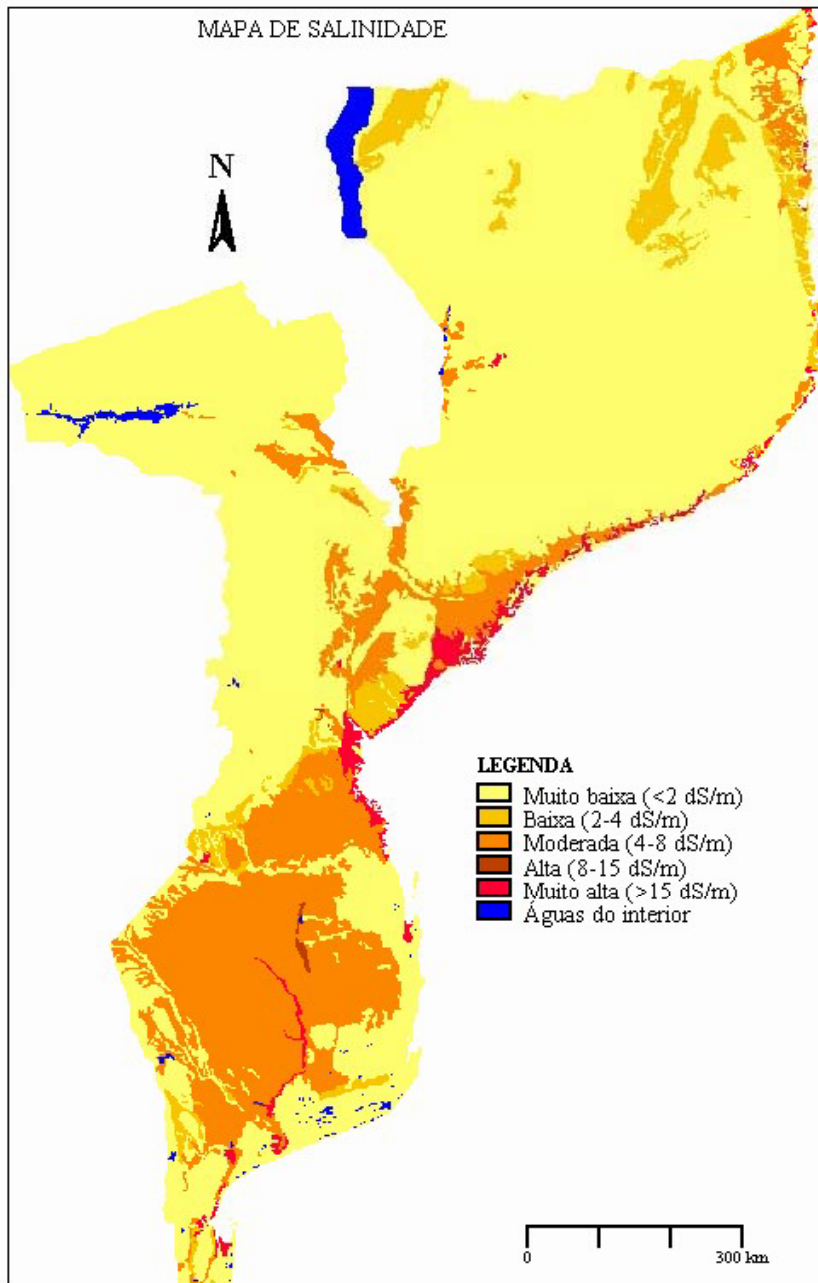 MAPA DE SALINIDADE
N
LEGENDA
Muito baixa (<2 dS/m)
Baixa (2-4 dS/m)
Moderada (4-8 dS/m)
Alta (8-15 dS/m)
Muito alta (>15 dS/m)
Águas do interior
0 300 km